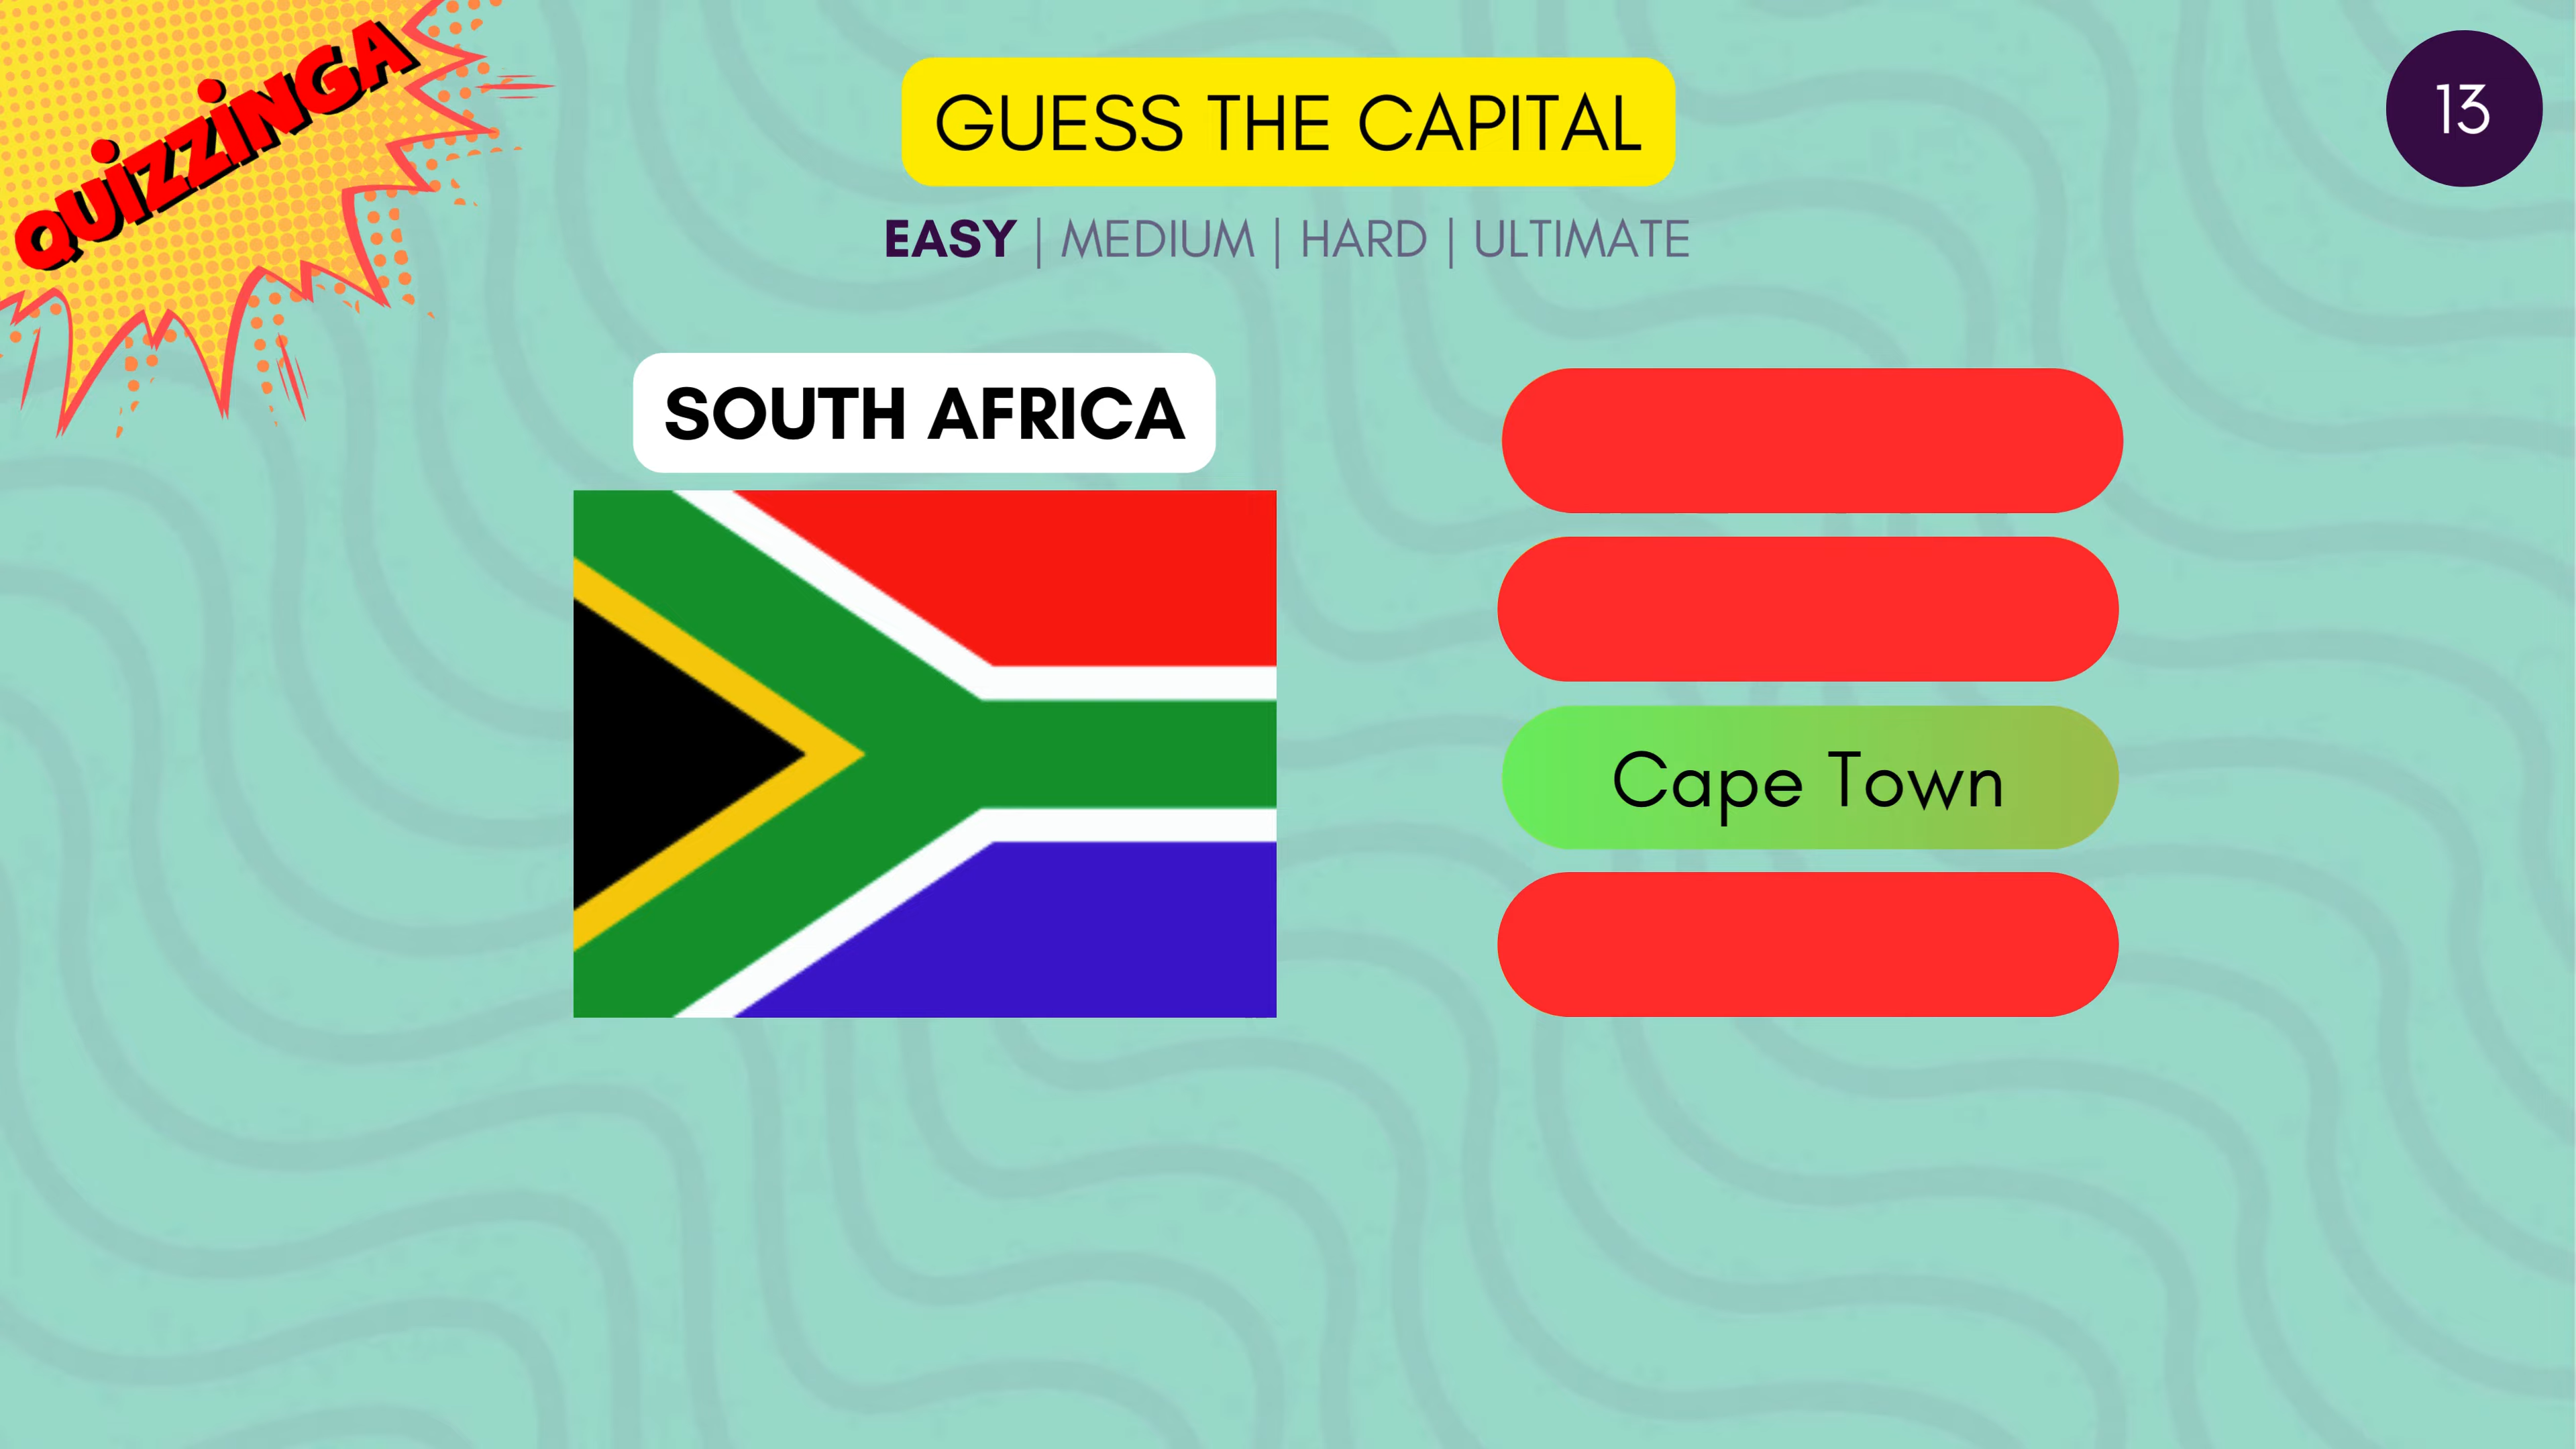 QUiZZiNGA
GUESS THE CAPITAL
13
EASY | MEDIUM | HARD | ULTIMATE
SOUTH AFRICA
Cape Town